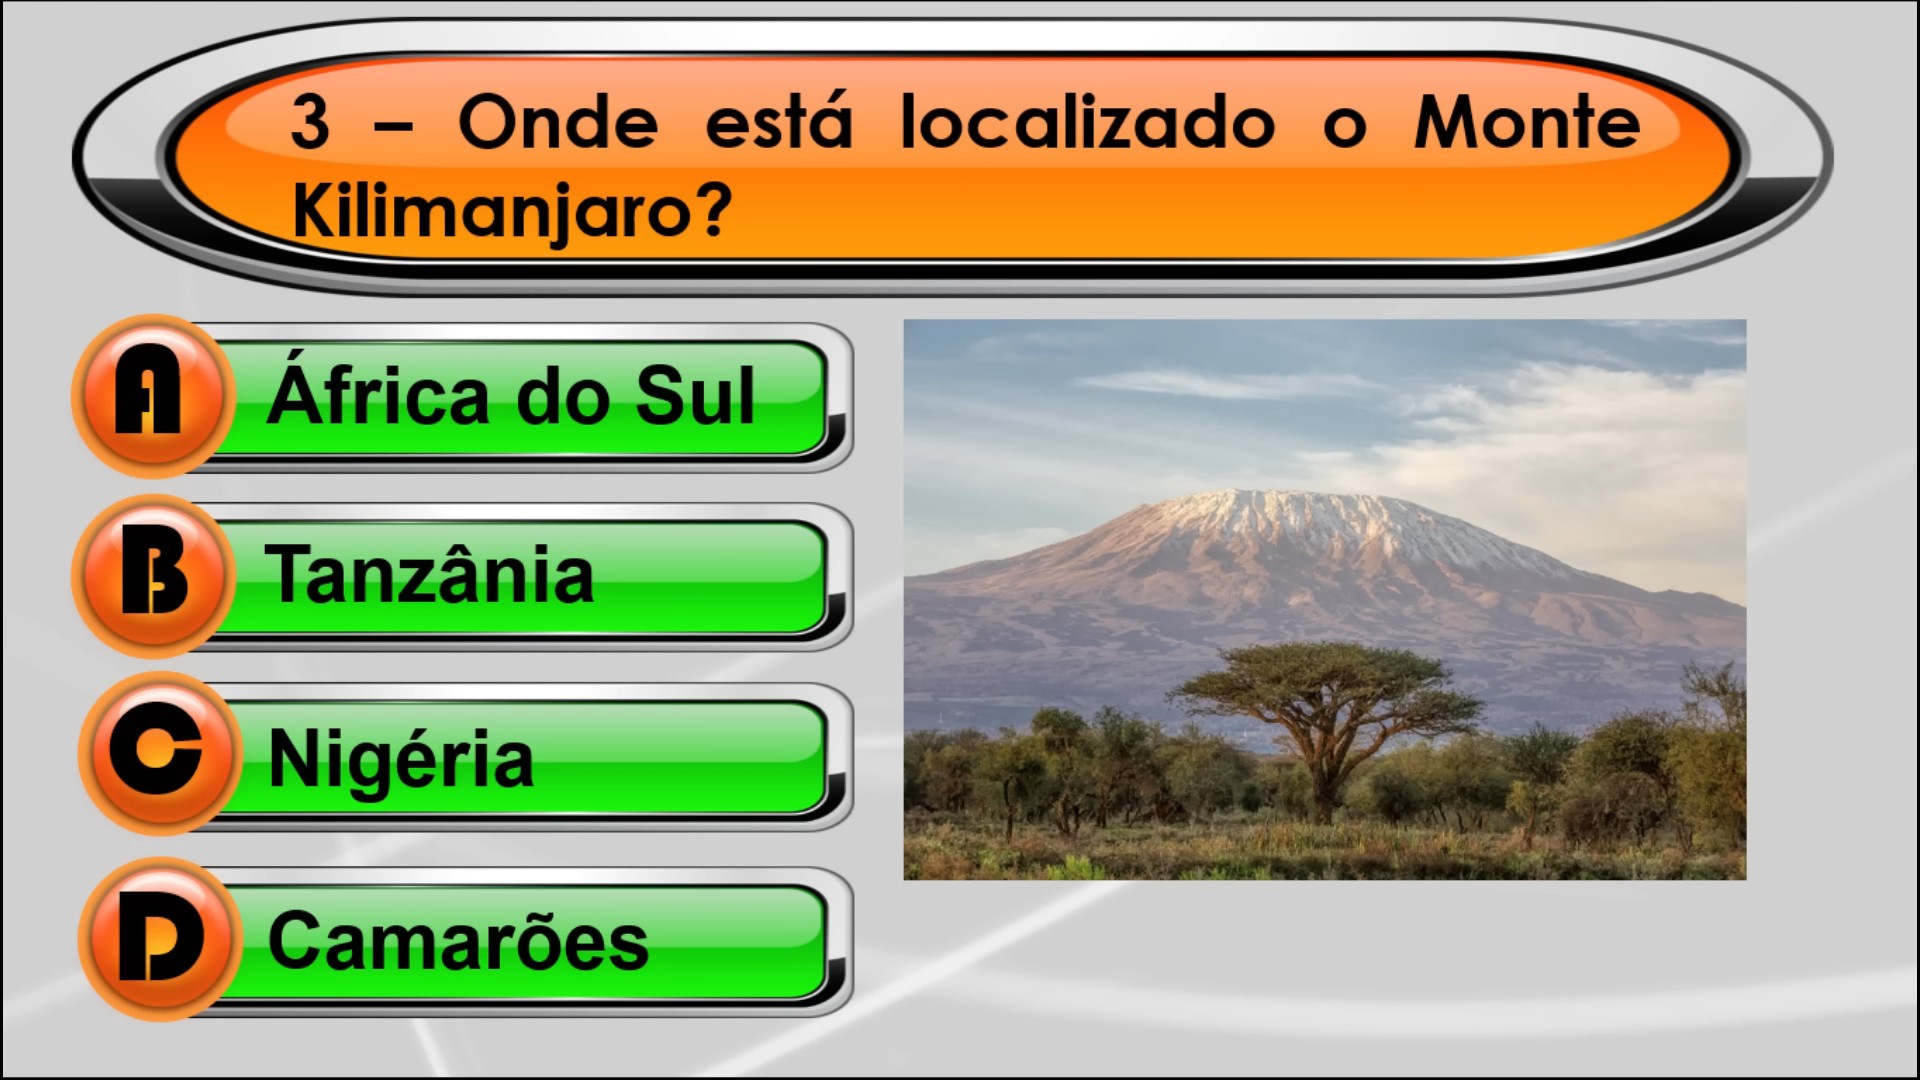 3 – Onde está localizado o Monte
Kilimanjaro?
A África do Sul
B Tanzânia
C Nigéria
D Camarões